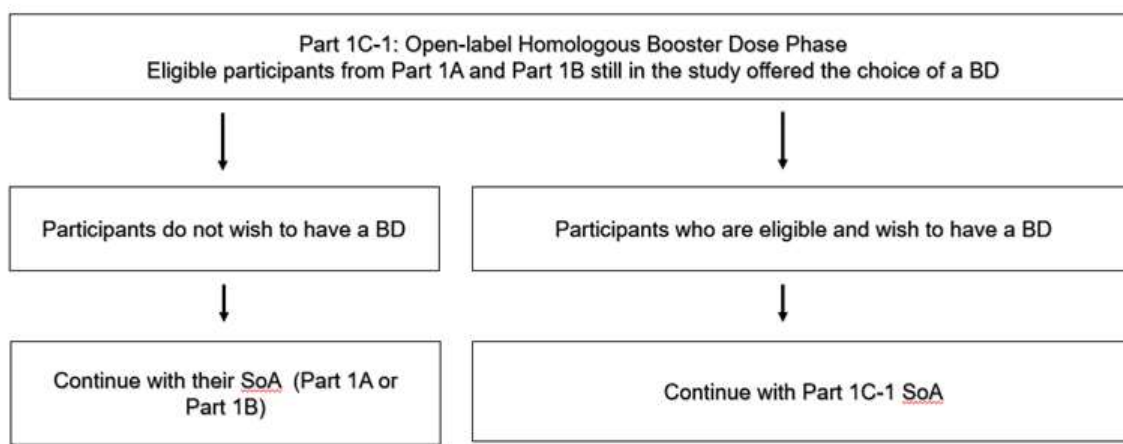 Part 1C-1: Open-label Homologous Booster Dose Phase
Eligible participants from Part 1A and Part 1B still in the study offered the choice of a BD
Participants do not wish to have a BD
Participants who are eligible and wish to have a BD
Continue with their SoA (Part 1A or
Part 1B)
Continue with Part 1C-1 SoA